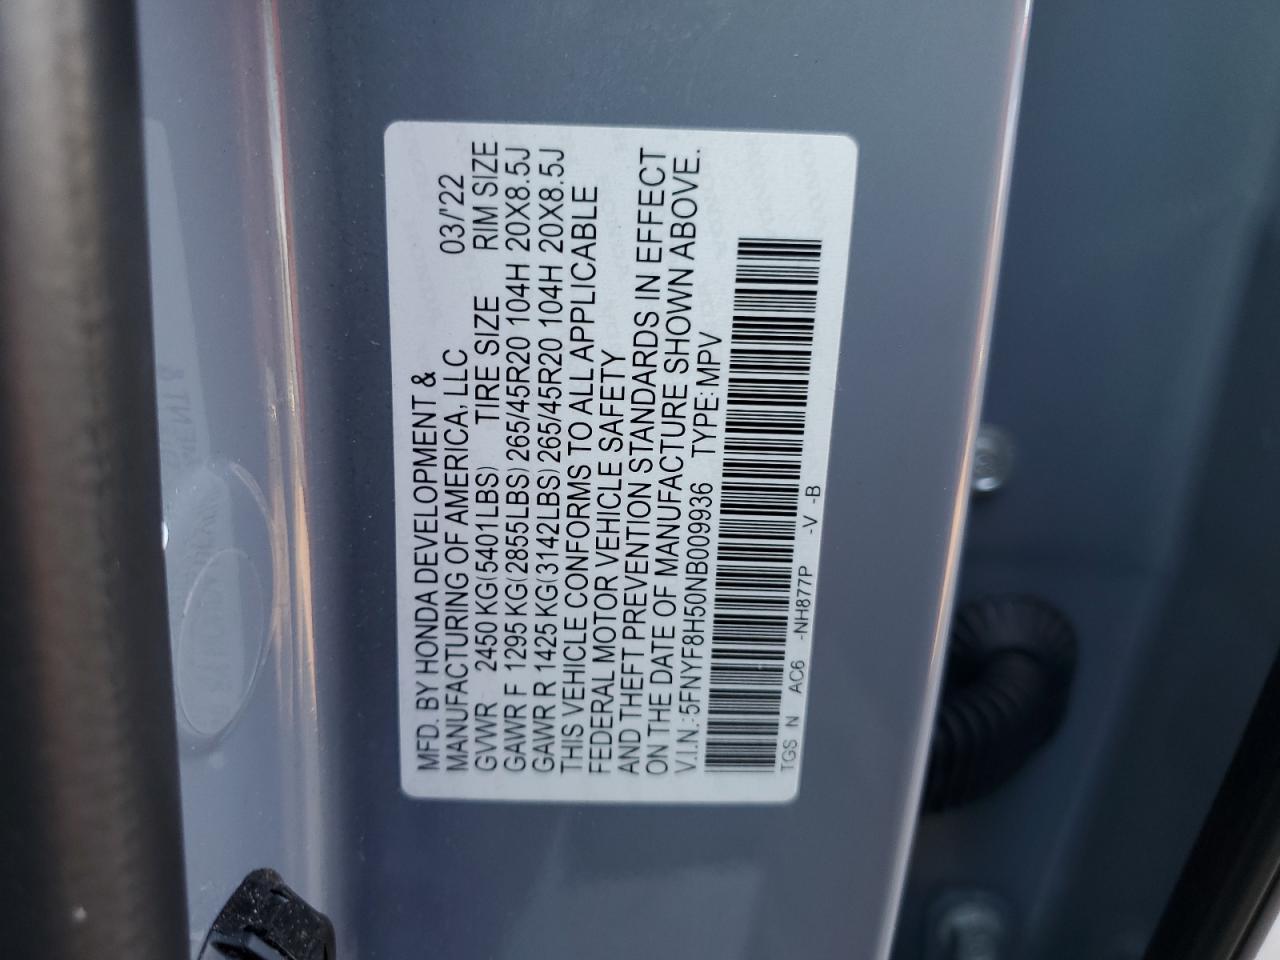 MFD. BY HONDA DEVELOPMENT &
MANUFACTURING OF AMERICA, LLC 03/'22
GVWR 2450 KG(5401LBS) TIRE SIZE RIM SIZE
GAWR F 1295 KG(2855LBS) 265/45R20 104H 20X8.5J
GAWR R 1425 KG(3142LBS) 265/45R20 104H 20X8.5J
THIS VEHICLE CONFORMS TO ALL APPLICABLE
FEDERAL MOTOR VEHICLE SAFETY
AND THEFT PREVENTION STANDARDS IN EFFECT
ON THE DATE OF MANUFACTURE SHOWN ABOVE.
V.I.N.: 5FNYF8H50NB009936 TYPE: MPV
TGS N AC6 -NH877P -V -B